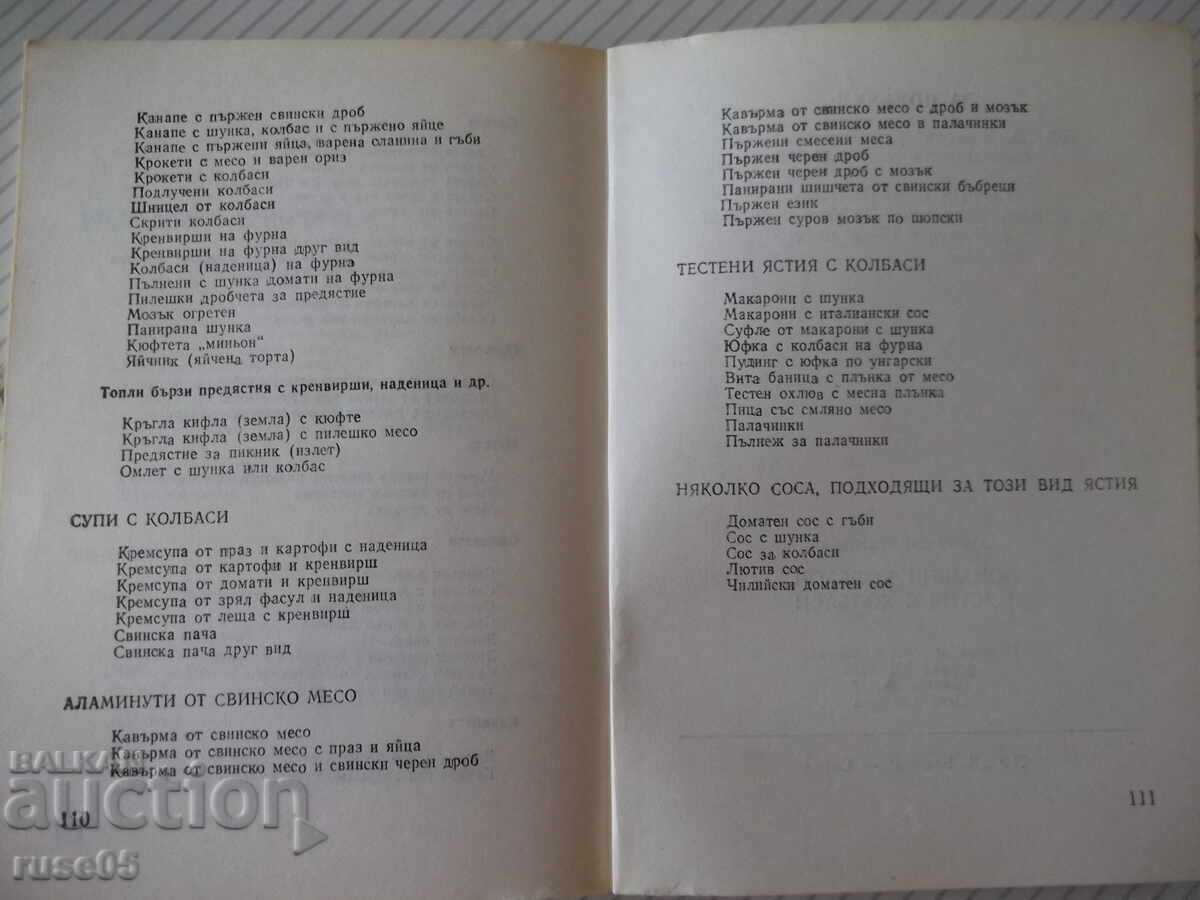 Канапе с пържен свински дроб
Канапе с шунка, колбас и с пържено яйце
Канапе с пържени яйца, варена сланина и гъби
Крокети с месо и варен ориз
Крокети с колбаси
Подлучени колбаси
Шницел от колбаси
Скрити колбаси
Кренвирши на фурна
Кренвирши на фурна друг вид
Колбаси (наденица) на фурна
Пълнени с шунка домати на фурна
Пилешки дробчета за предястие
Мозък огретен
Панирана шунка
Кюфтета „миньон"
Яйчник (яйчена торта)
Топли бързи предястия с кренвирши, наденица и др.
Кръгла кифла (земла) с кюфте
Кръгла кифла (земла) с пилешко месо
Предястие за пикник (излет)
Омлет с шунка или колбас
СУПИ С КОЛБАСИ
Кремсупа от праз и картофи с наденица
Кремсупа от картофи и кренвирш
Кремсупа от домати и кренвирш
Кремсупа от зрял фасул и наденица
Кремсупа от леща с кренвирш
Свинска пача
Свинска пача друг вид
АЛАМИНУТИ ОТ СВИНСКО МЕСО
Кавърма от свинско месо
Кавърма от свинско месо с праз и яйца
Кавърма от свинско месо и свински черен дроб
110
Кавърма от свинско месо с дроб и мозък
Кавърма от свинско месо в палачинки
Пържени смесени меса
Пържен черен дроб
Пържен черен дроб с мозък
Панирани шишчета от свински бъбреци
Пържен език
Пържен суров мозък по шопски
ТЕСТЕНИ ЯСТИЯ С КОЛБАСИ
Макарони с шунка
Макарони с италиански сос
Суфле от макарони с шунка
Юфка с колбаси на фурна
Пудинг с юфка по унгарски
Вита баница с плънка от месо
Тестен охлюв с месна плънка
Пица със смляно месо
Палачинки
Пълнеж за палачинки
НЯКОЛКО СОСА, ПОДХОДЯЩИ ЗА ТОЗИ ВИД ЯСТИЯ
Доматен сос с гъби
Сос с шунка
Сос за колбаси
Лютив сос
Чилийски доматен сос
111
BALKAN
auction
ruse05